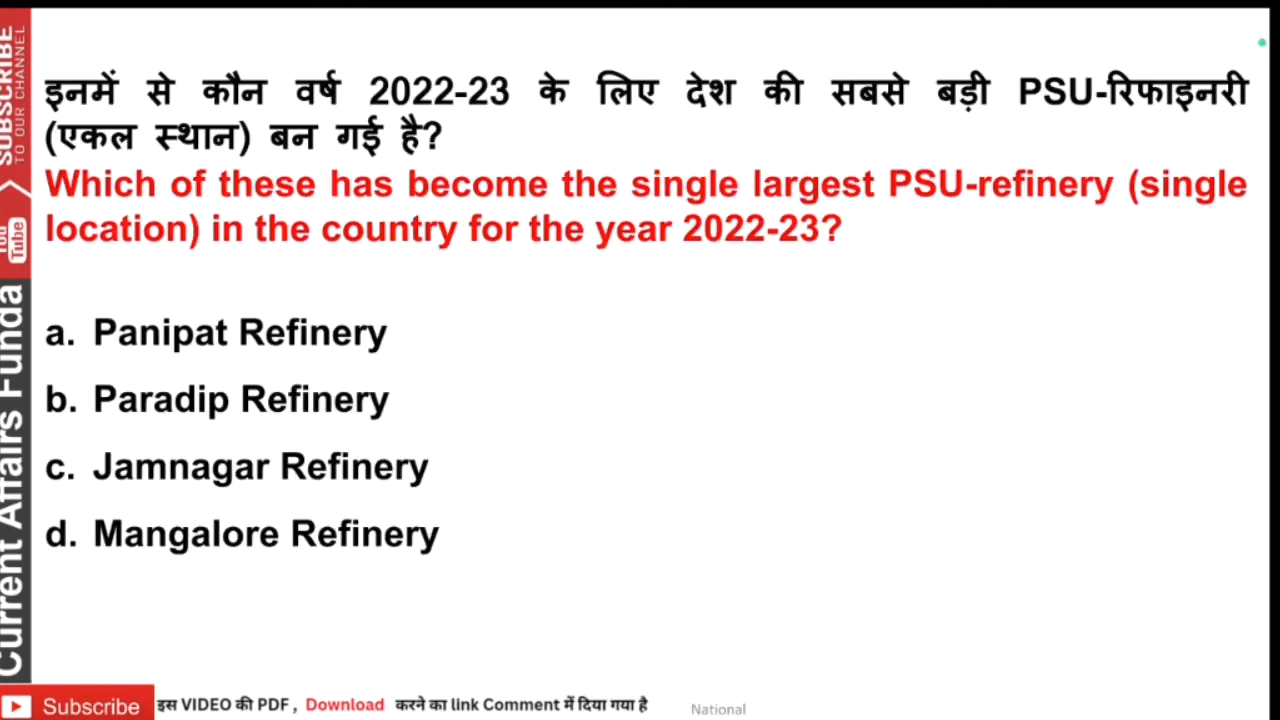 इनमें से कौन वर्ष 2022-23 के लिए देश की सबसे बड़ी PSU-रिफाइनरी
(एकल स्थान) बन गई है?
Which of these has become the single largest PSU-refinery (single
location) in the country for the year 2022-23?
a. Panipat Refinery
b. Paradip Refinery
c. Jamnagar Refinery
d. Mangalore Refinery
SUBSCRIBE
TO OUR CHANNEL
You
Tube
Current Affairs Funda
Subscribe
इस VIDEO की PDF , Download करने का link Comment में दिया गया है
National